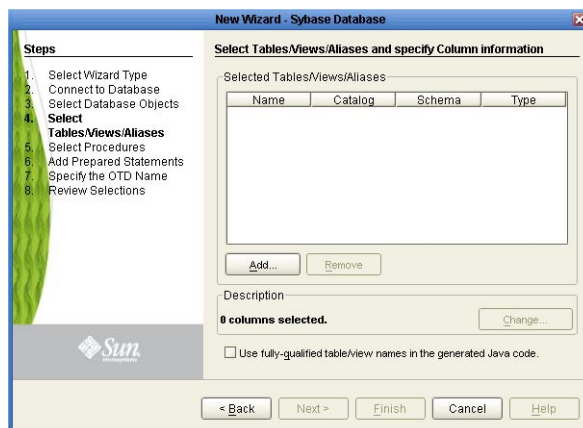 New Wizard - Sybase Database
Steps
1. Select Wizard Type
2. Connect to Database
3. Select Database Objects
4. Select
Tables/Views/Aliases
5. Select Procedures
6. Add Prepared Statements
7. Specify the OTD Name
8. Review Selections
Sun
microsystems
Select Tables/Views/Aliases and specify Column information
Selected Tables/Views/Aliases
Name Catalog Schema Type
Add... Remove
Description
0 columns selected. Change...
Use fully-qualified table/view names in the generated Java code.
< Back Next > Finish Cancel Help